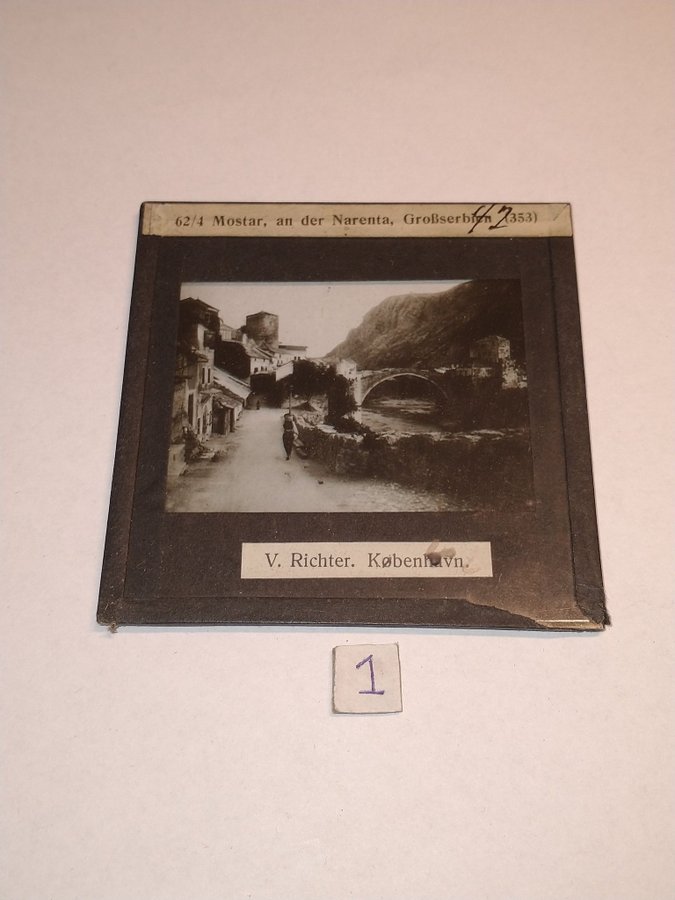 62/4 Mostar, an der Narenta, Großserbien (353)
42
V. Richter. København.
1